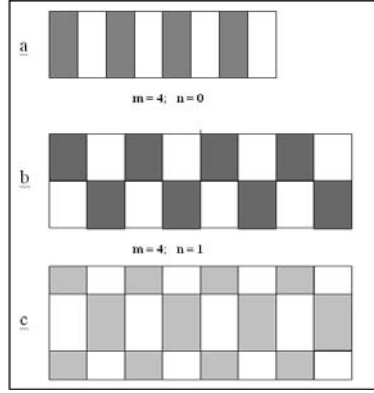 a
m = 4; n = 0
b
m = 4; n = 1
c